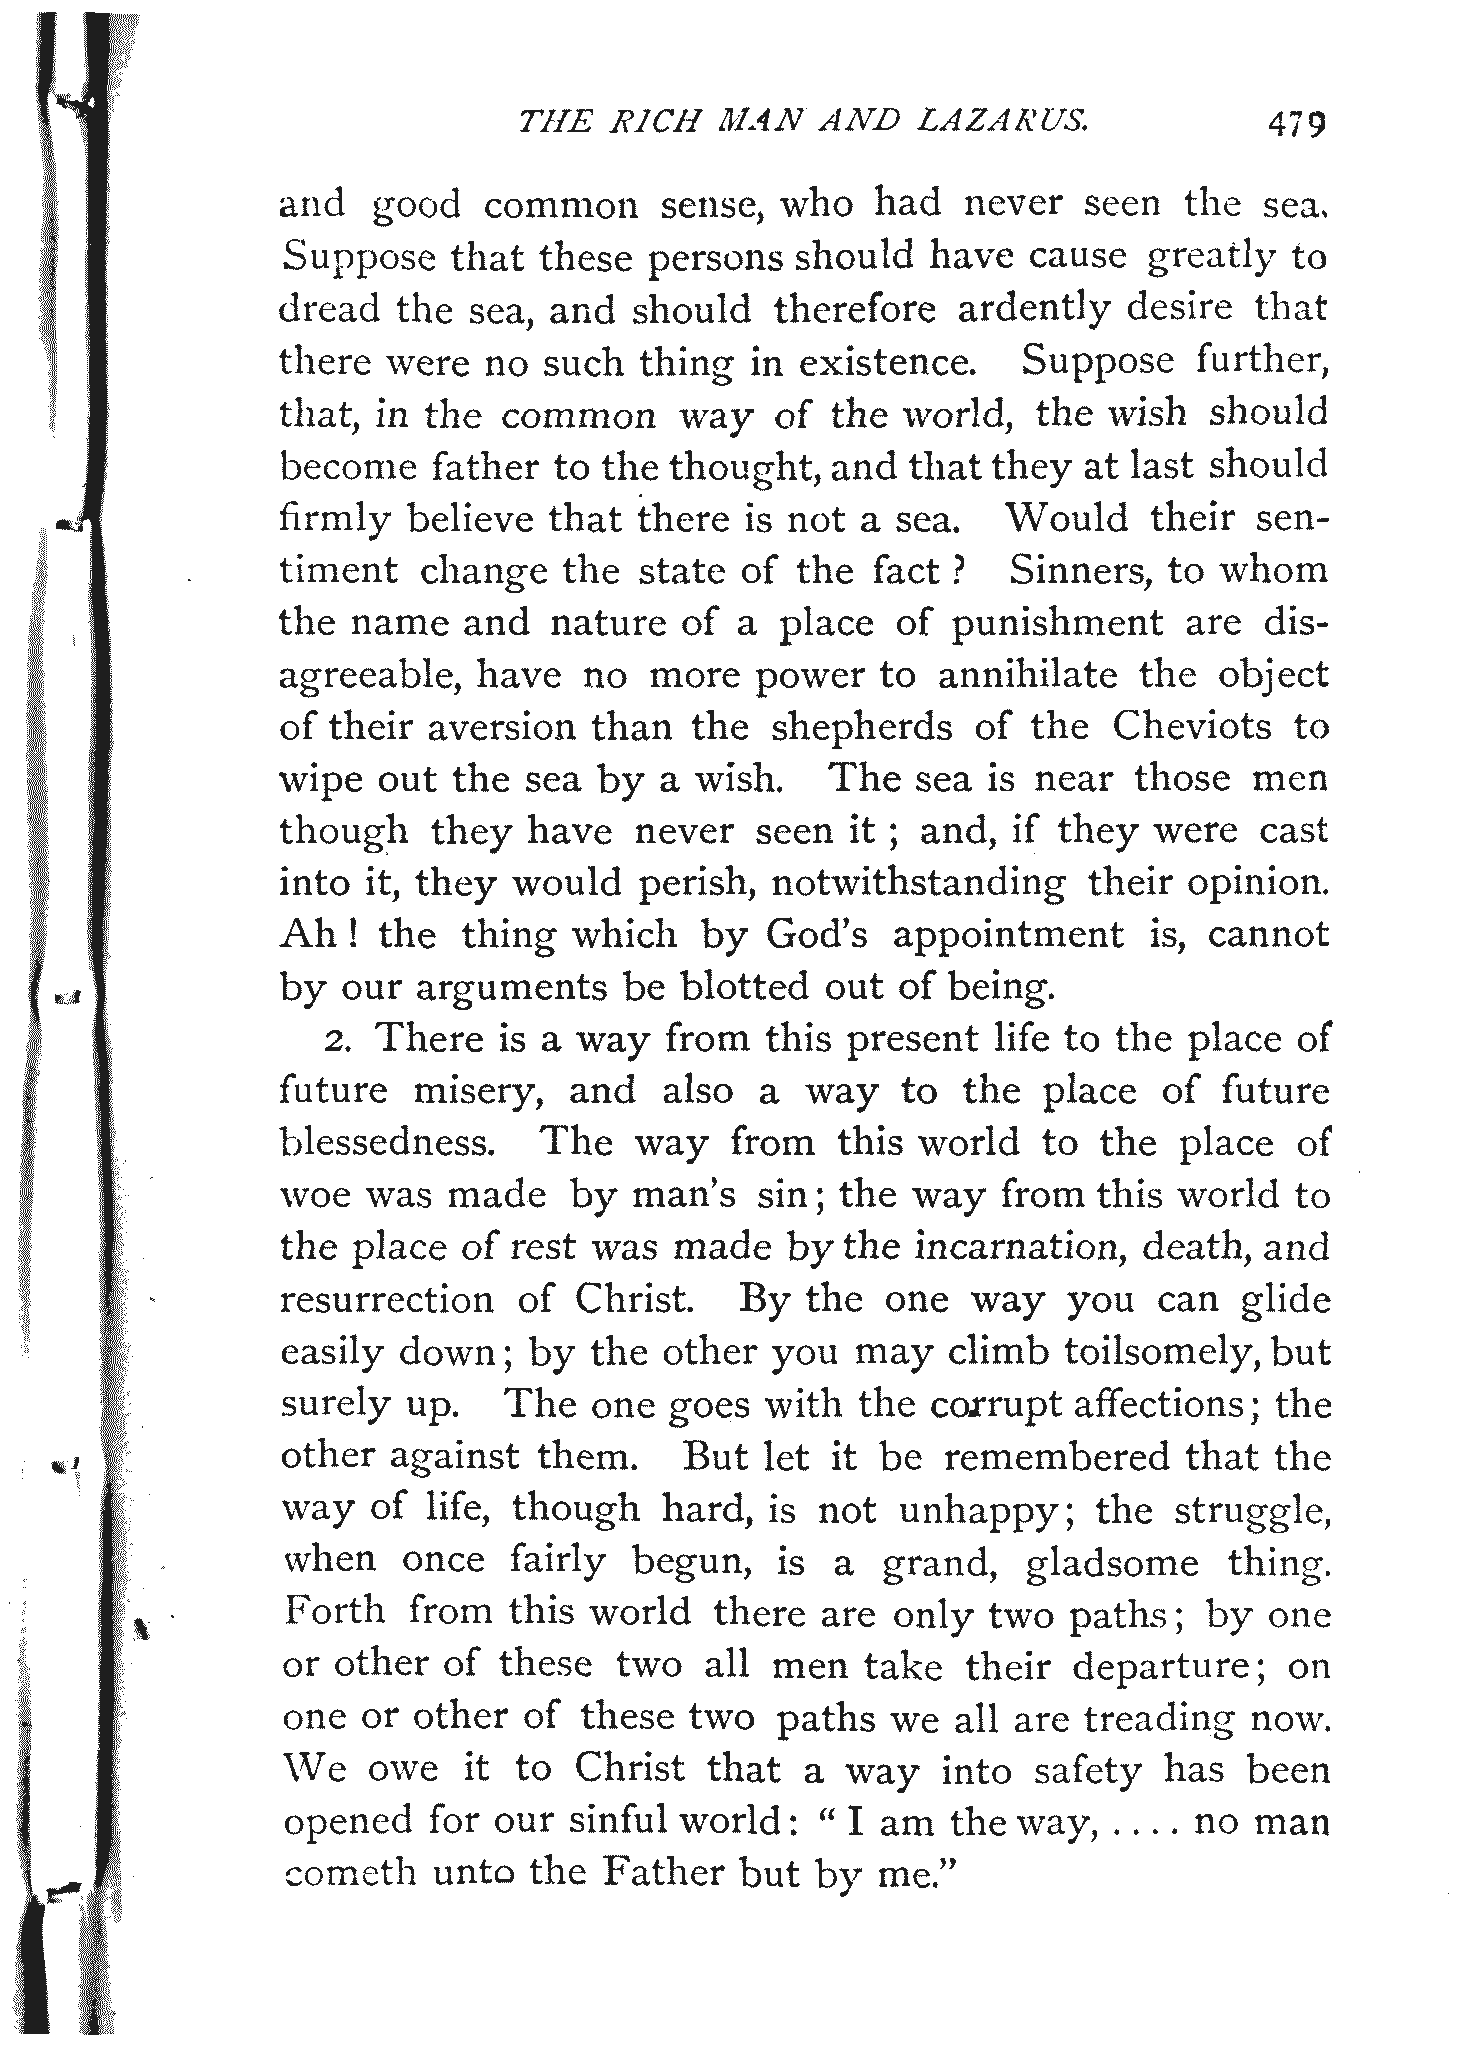 THE RICH MAN AND LAZARUS. 479
and good common sense, who had never seen the sea.
Suppose that these persons should have cause greatly to
dread the sea, and should therefore ardently desire that
there were no such thing in existence. Suppose further,
that, in the common way of the world, the wish should
become father to the thought, and that they at last should
firmly believe that there is not a sea. Would their sen-
timent change the state of the fact ? Sinners, to whom
the name and nature of a place of punishment are dis-
agreeable, have no more power to annihilate the object
of their aversion than the shepherds of the Cheviots to
wipe out the sea by a wish. The sea is near those men
though they have never seen it ; and, if they were cast
into it, they would perish, notwithstanding their opinion.
Ah ! the thing which by God's appointment is, cannot
by our arguments be blotted out of being.
2. There is a way from this present life to the place of
future misery, and also a way to the place of future
blessedness. The way from this world to the place of
woe was made by man's sin ; the way from this world to
the place of rest was made by the incarnation, death, and
resurrection of Christ. By the one way you can glide
easily down ; by the other you may climb toilsomely, but
surely up. The one goes with the corrupt affections ; the
other against them. But let it be remembered that the
way of life, though hard, is not unhappy ; the struggle,
when once fairly begun, is a grand, gladsome thing.
Forth from this world there are only two paths ; by one
or other of these two all men take their departure ; on
one or other of these two paths we all are treading now.
We owe it to Christ that a way into safety has been
opened for our sinful world : “ I am the way, . . . . no man
cometh unto the Father but by me.”